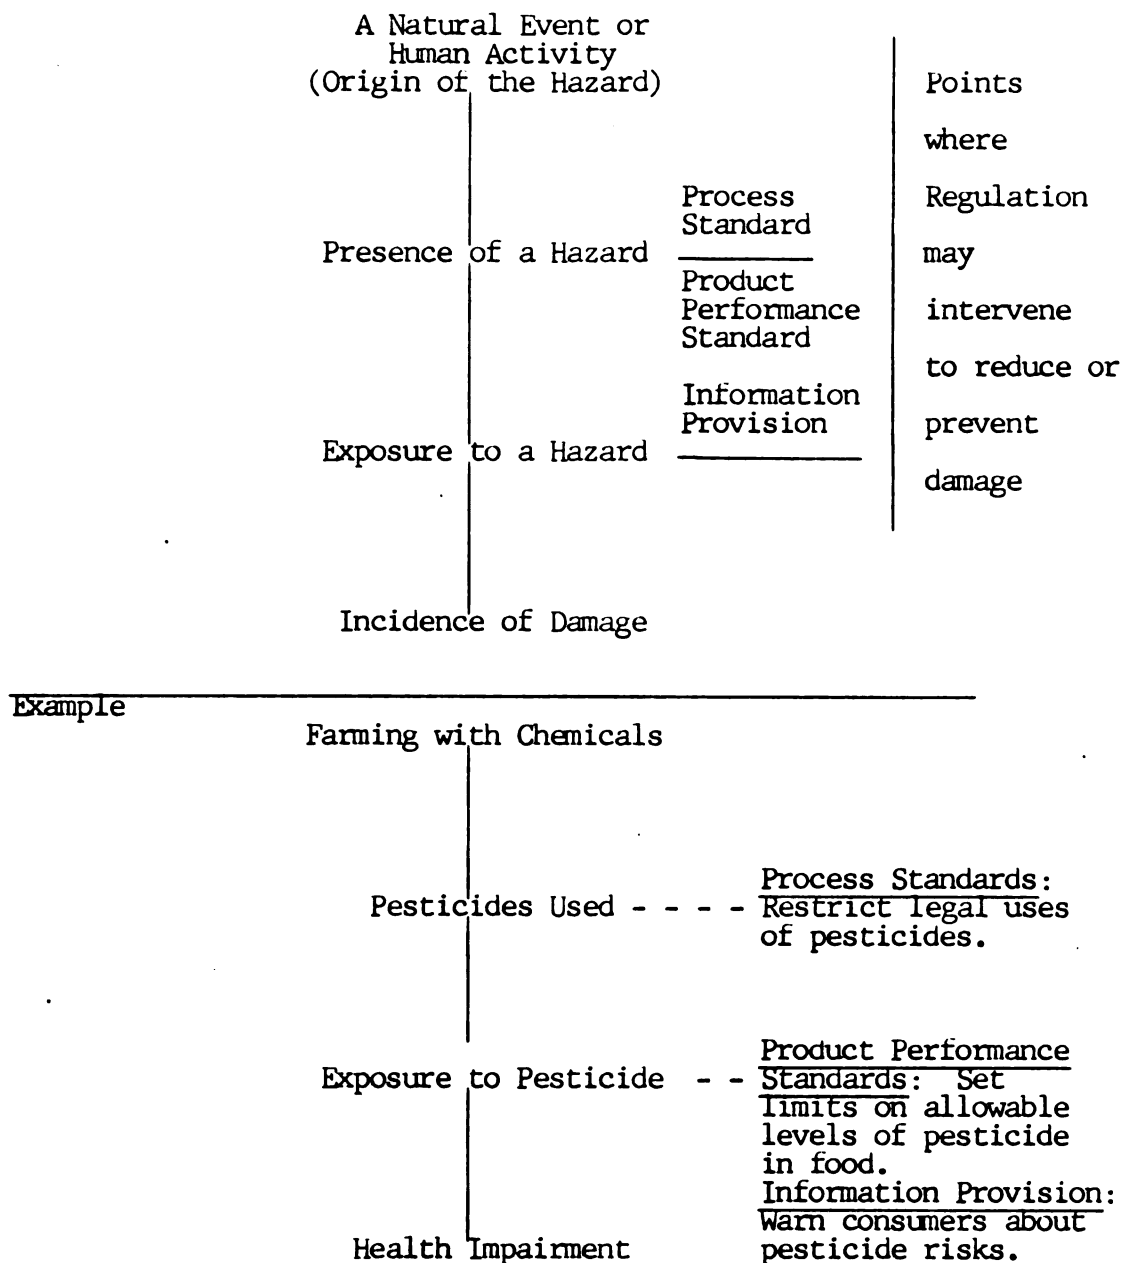 A Natural Event or
Human Activity
(Origin of the Hazard)
Process
Standard
Presence of a Hazard
Product
Performance
Standard
Information
Provision
Exposure to a Hazard
Incidence of Damage
Points
where
Regulation
may
intervene
to reduce or
prevent
damage
Example
Farming with Chemicals
Pesticides Used - - - -
Process Standards:
Restrict legal uses
of pesticides.
Exposure to Pesticide - -
Product Performance
Standards: Set
limits on allowable
levels of pesticide
in food.
Information Provision:
Warn consumers about
pesticide risks.
Health Impairment